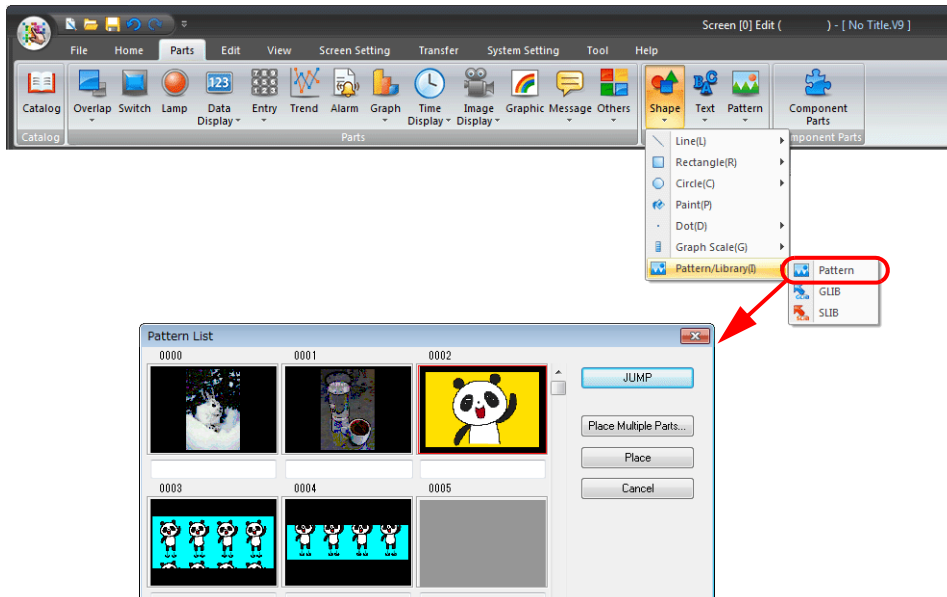 Screen [0] Edit ( ) - [ No Title.V9 ]
File Home Parts Edit View Screen Setting Transfer System Setting Tool Help
Catalog Overlap Switch Lamp Data Display Entry Trend Alarm Graph Time Display Image Display Graphic Message Others Shape Text Pattern Component Parts
Catalog Parts mponent Parts
Line(L)
Rectangle(R)
Circle(C)
Paint(P)
Dot(D)
Graph Scale(G)
Pattern/Library(I)
Pattern
GLIB
SLIB
Pattern List
0000 0001 0002
JUMP
Place Multiple Parts...
Place
Cancel
0003 0004 0005